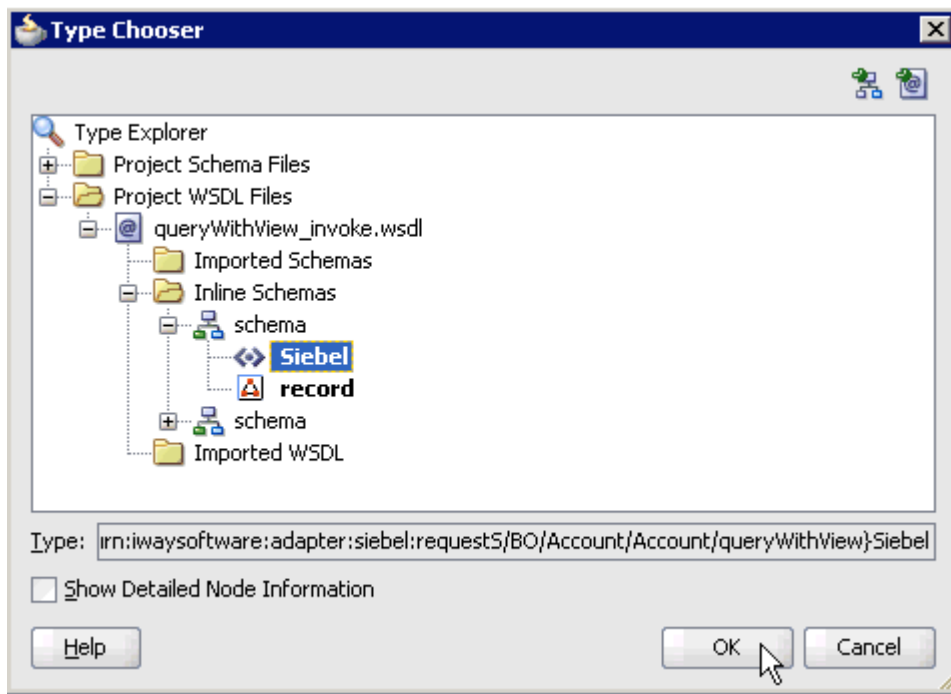 Type Chooser
Type Explorer
Project Schema Files
Project WSDL Files
queryWithView_invoke.wsdl
Imported Schemas
Inline Schemas
schema
Siebel
record
schema
Imported WSDL
Type: urn:iwaysoftware:adapter:siebel:requestS/BO/Account/Account/queryWithView}Siebel
Show Detailed Node Information
Help OK Cancel